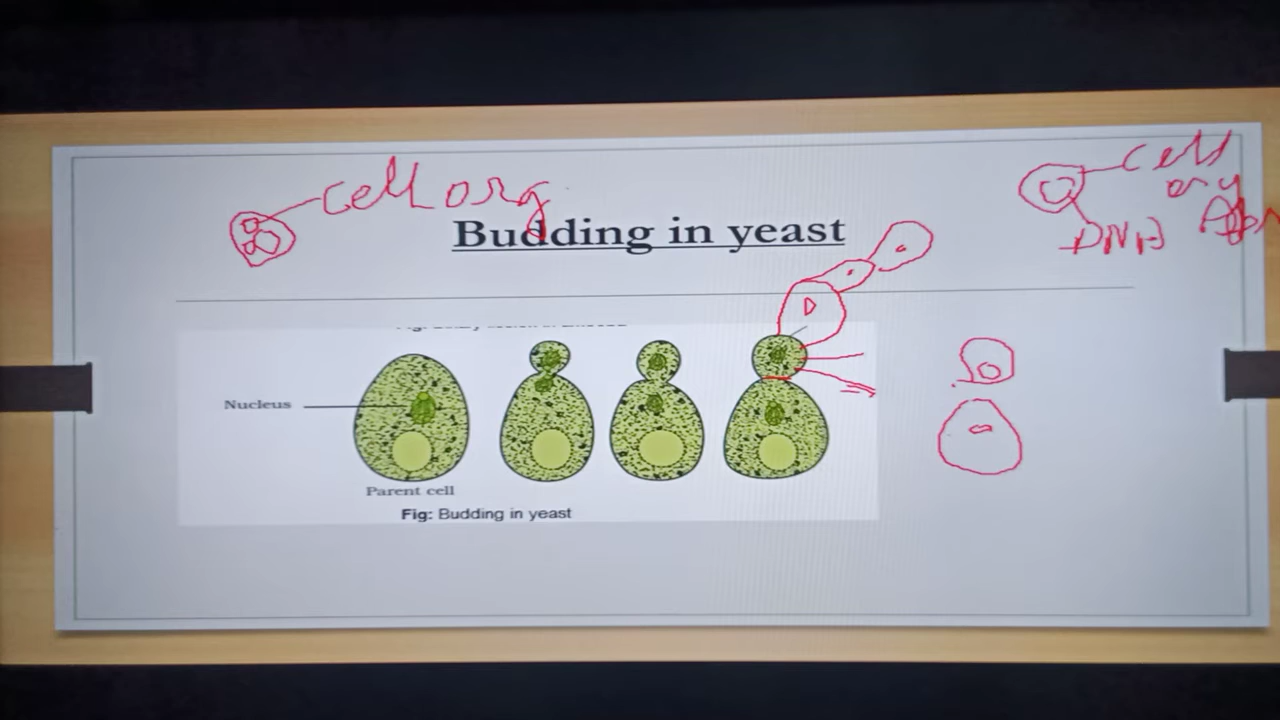 cell org
Cell
org
DNA
Budding in yeast
Nucleus
Parent cell
Fig: Budding in yeast